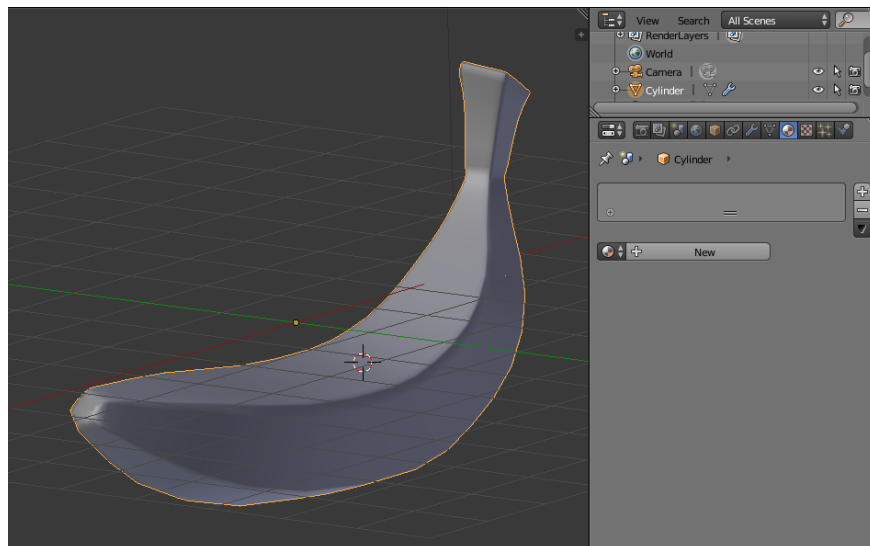 View Search All Scenes
RenderLayers
World
Camera
Cylinder
Cylinder
New